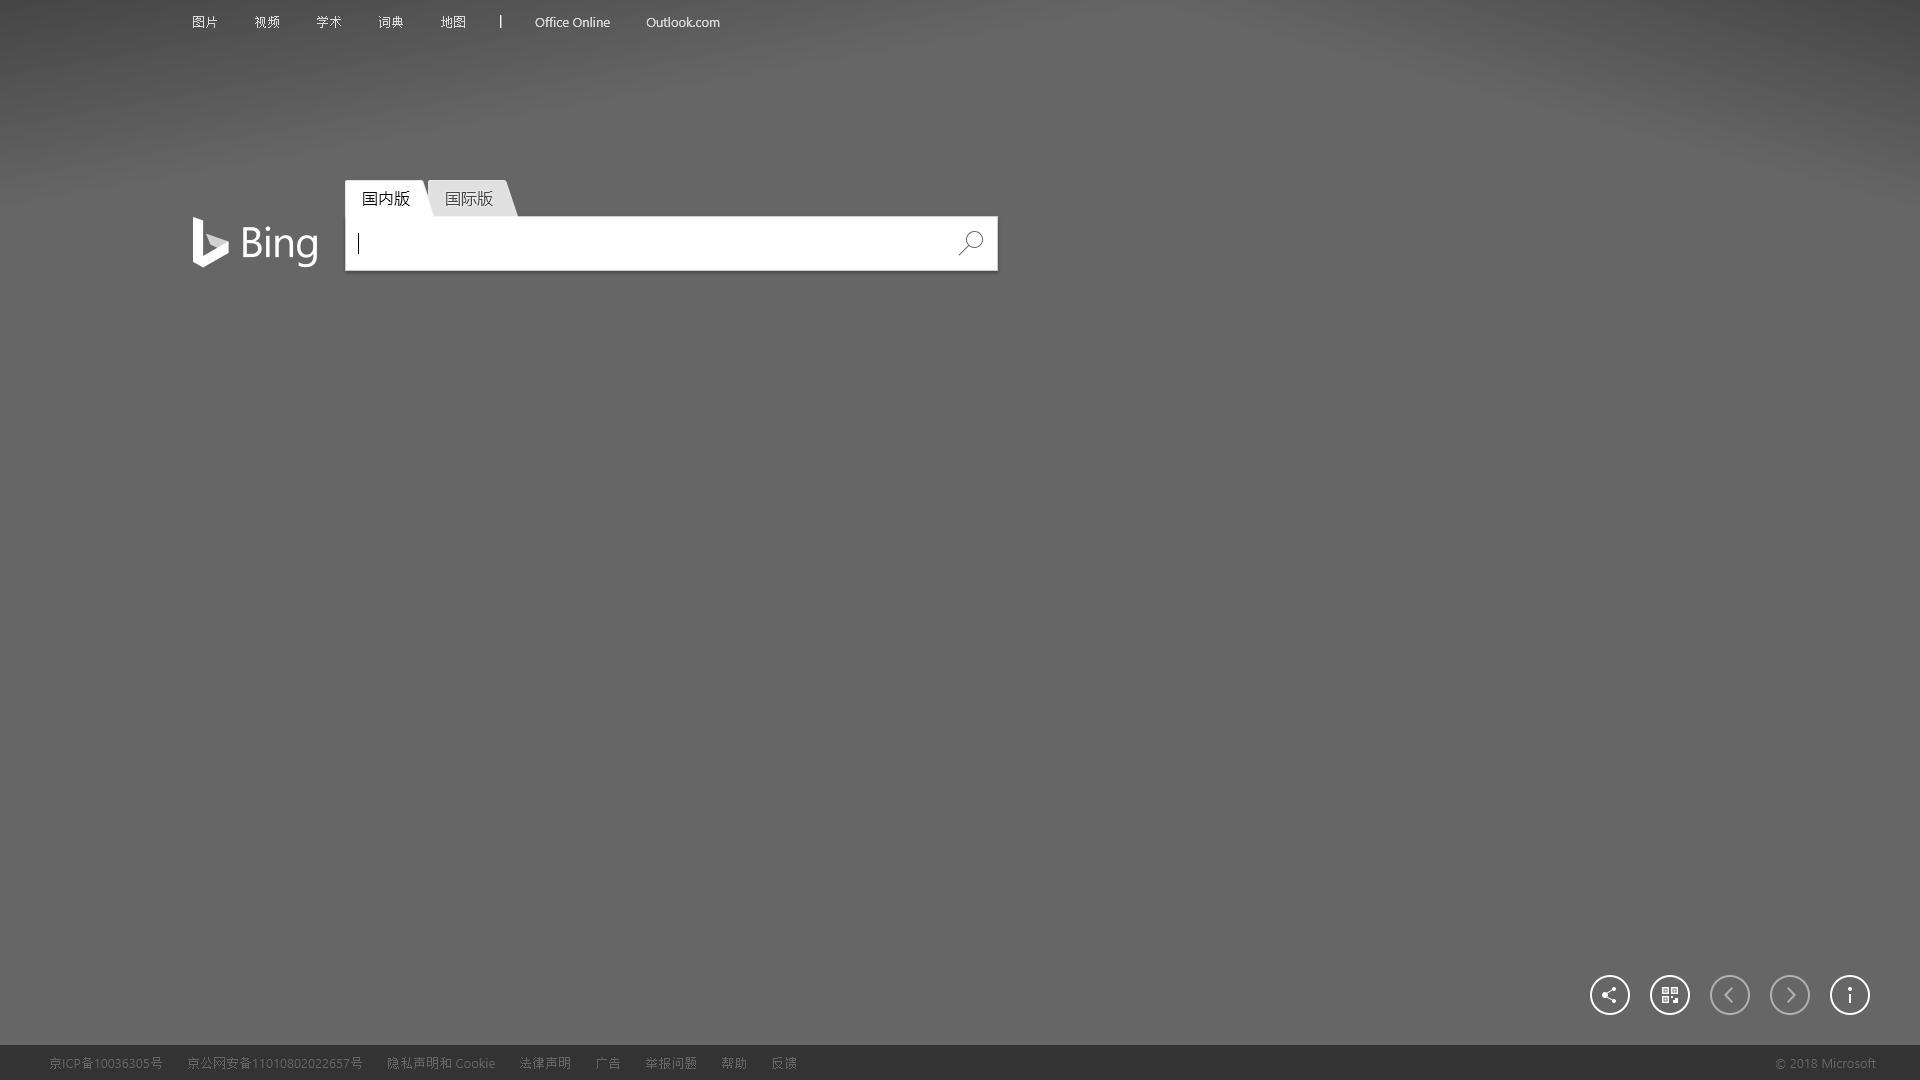 图片 视频 学术 词典 地图 | Office Online Outlook.com
国内版 国际版
Bing
京ICP备10036305号 京公网安备11010802022657号 隐私声明和 Cookie 法律声明 广告 举报问题 帮助 反馈 © 2018 Microsoft